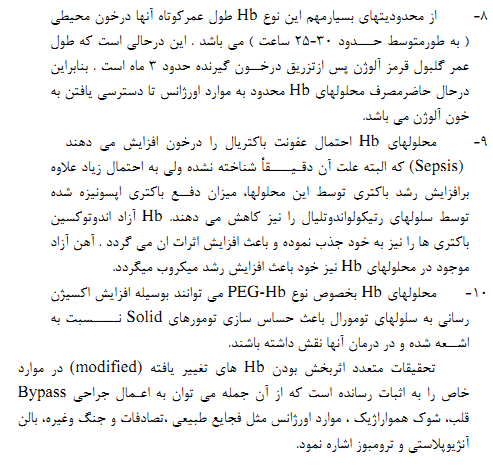 ۸- از محدودیتهای بسیارمهم این نوع Hb طول عمرکوتاه آنها درخون محیطی
( به طورمتوسط حـــدود ۳۰-۲۵ ساعت ) می باشد . این درحالی است که طول
عمر گلبول قرمز آلوژن پس ازتزریق درخــون گیرنده حدود ۳ ماه است . بنابراین
درحال حاضرمصرف محلولهای Hb محدود به موارد اورژانس تا دسترسی یافتن به
خون آلوژن می باشد.
۹- محلولهای Hb احتمال عفونت باکتریال را درخون افزایش می دهند
(Sepsis) که البته علت آن دقیــــقاً شناخته نشده ولی به احتمال زیاد علاوه
برافزایش رشد باکتری توسط این محلولها، میزان دفــع باکتری اپسونیزه شده
توسط سلولهای رتیکولواندوتلیال را نیز کاهش می دهند. Hb آزاد اندوتوکسین
باکتری ها را نیز به خود جذب نموده و باعث افزایش اثرات ان می گردد . آهن آزاد
موجود در محلولهای Hb نیز خود باعث افزایش رشد میکروب میگردد.
۱۰- محلولهای Hb بخصوص نوع PEG-Hb می توانند بوسیله افزایش اکسیژن
رسانی به سلولهای تومورال باعث حساس سازی تومورهای Solid نــــسبت به
اشــعه شده و در درمان آنها نقش داشته باشند.
تحقیقات متعدد اثربخش بودن Hb های تغییر یافته (modified) در موارد
خاص را به اثبات رسانده است که از آن جمله می توان به اعـمال جراحی Bypass
قلب، شوک همواراژیک ، موارد اورژانس مثل فجایع طبیعی ،تصادفات و جنگ وغیره، بالن
آنژیوپلاستی و ترومبوز اشاره نمود.